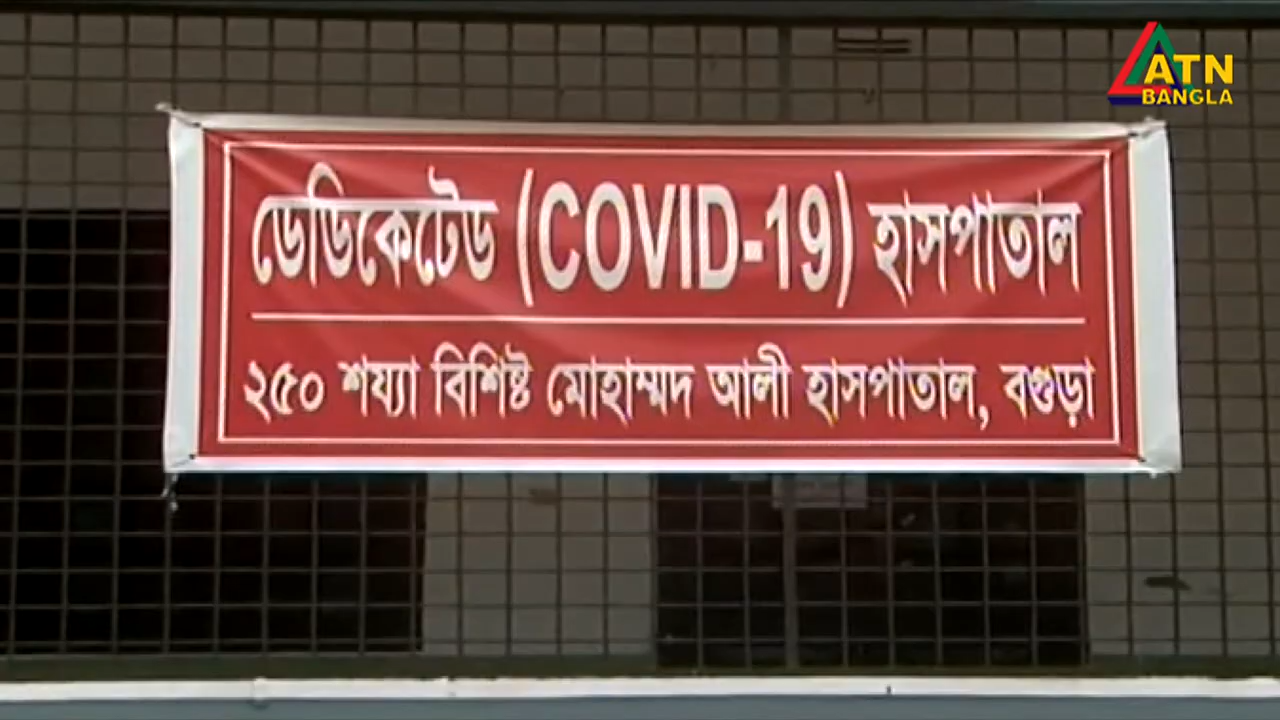 ATN
BANGLA
ডেডিকেটেড (COVID-19) হাসপাতাল
২৫০ শয্যা বিশিষ্ট মোহাম্মদ আলী হাসপাতাল, বগুড়া